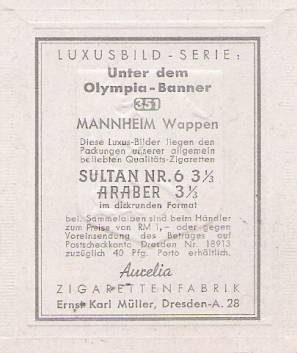 LUXUSBILD - SERIE:
Unter dem
Olympia-Banner
351
MANNHEIM Wappen
Diese Luxus-Bilder liegen den
Packungen unserer allgemein
beliebten Qualitäts-Zigaretten
SULTAN NR. 6 3⅓
ARABER 3⅓
im dickrunden Format
bei. Sammelalben sind beim Händler
zum Preise von RM 1,– oder gegen
Voreinsendung des Betrages auf
Postscheckkonto Dresden Nr. 18913
zuzüglich 40 Pfg. Porto erhältlich.
Aurelia
ZIGARETTENFABRIK
Ernst Karl Müller, Dresden-A. 28